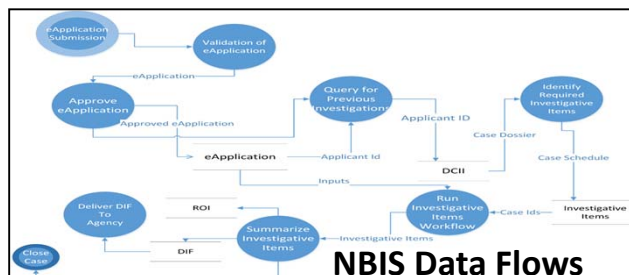 eApplication
Submission
Validation of
eApplication
eApplication
Approve
eApplication
Approved eApplication
Query for
Previous
Investigations
Identify
Required
Investigative
Items
Applicant ID
Case Dossier
eApplication
Applicant Id
DCII
Case Schedule
Inputs
Deliver DIF
To
Agency
ROI
Run
Investigative
Items
Workflow
Case Ids
Investigative
Items
Summarize
Investigative
Items
Investigative Items
DIF
Close
Case
NBIS Data Flows